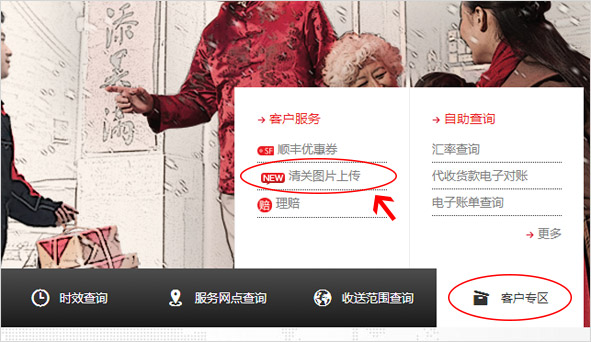 添美滿
客户服务
SF 顺丰优惠券
NEW 清关图片上传
赔 理赔
自助查询
汇率查询
代收货款电子对账
电子账单查询
更多
时效查询
服务网点查询
收送范围查询
客户专区